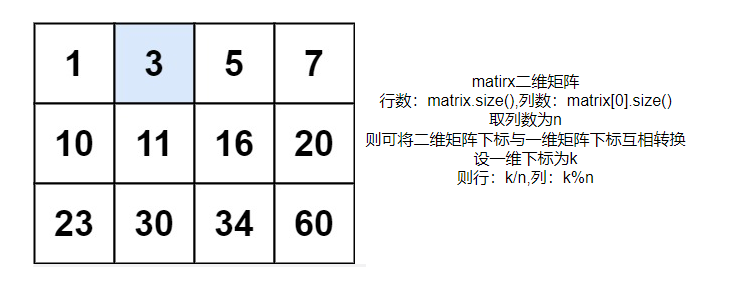 1 3 5 7
10 11 16 20
23 30 34 60
matirx二维矩阵
行数：matrix.size(),列数：matrix[0].size()
取列数为n
则可将二维矩阵下标与一维矩阵下标互相转换
设一维下标为k
则行：k/n,列：k%n